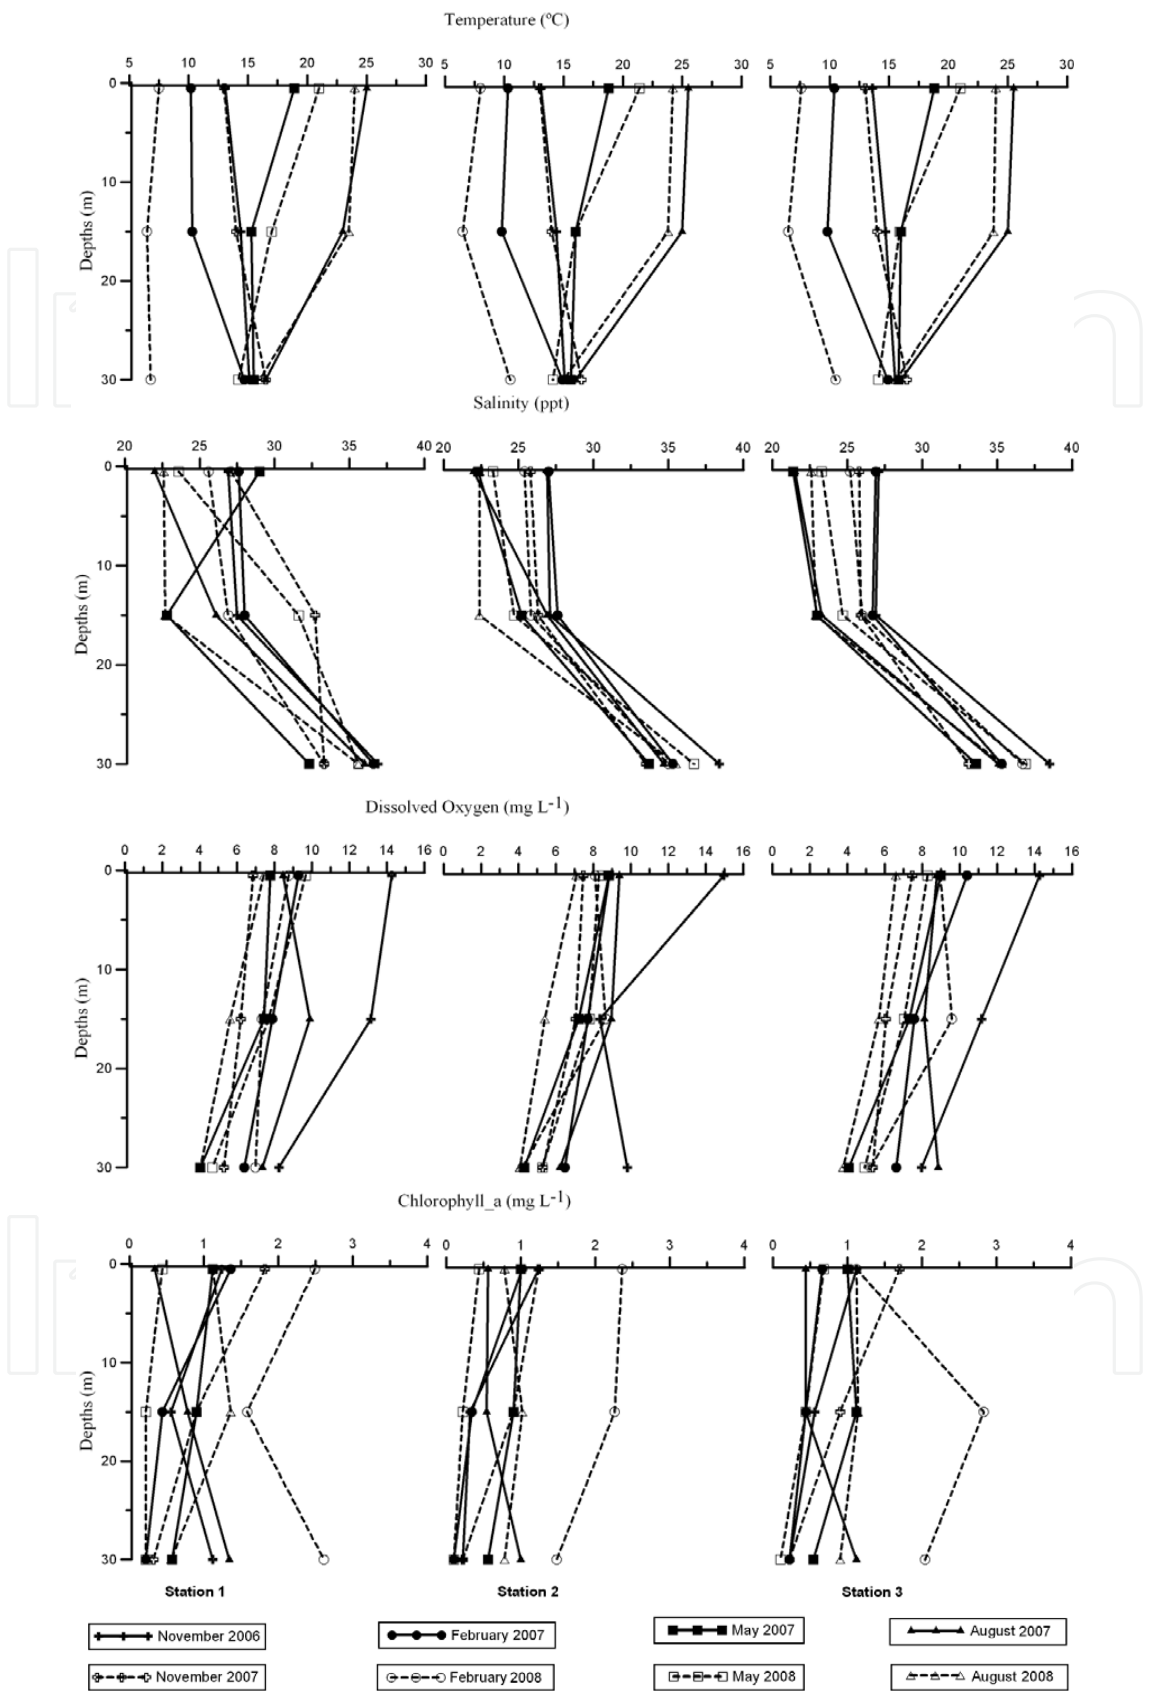 Temperature (ºC)
5 10 15 20 25 30 5 10 15 20 25 30 5 10 15 20 25 30
0
10
Depths (m)
20
30
Salinity (ppt)
20 25 30 35 40 20 25 30 35 40 20 25 30 35 40
0
10
Depths (m)
20
30
Dissolved Oxygen (mg L-1)
0 2 4 6 8 10 12 14 16 0 2 4 6 8 10 12 14 16 0 2 4 6 8 10 12 14 16
0
10
Depths (m)
20
30
Chlorophyll_a (mg L-1)
0 1 2 3 4 0 1 2 3 4 0 1 2 3 4
0
10
Depths (m)
20
30
Station 1 Station 2 Station 3
November 2006 February 2007 May 2007 August 2007
November 2007 February 2008 May 2008 August 2008